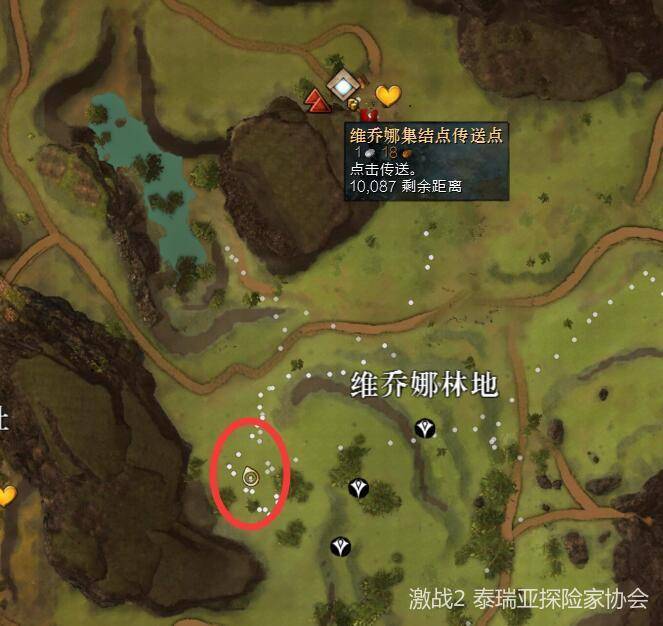 维乔娜集结点传送点
1 18
点击传送。
10,087 剩余距离
维乔娜林地
激战2 泰瑞亚探险家协会